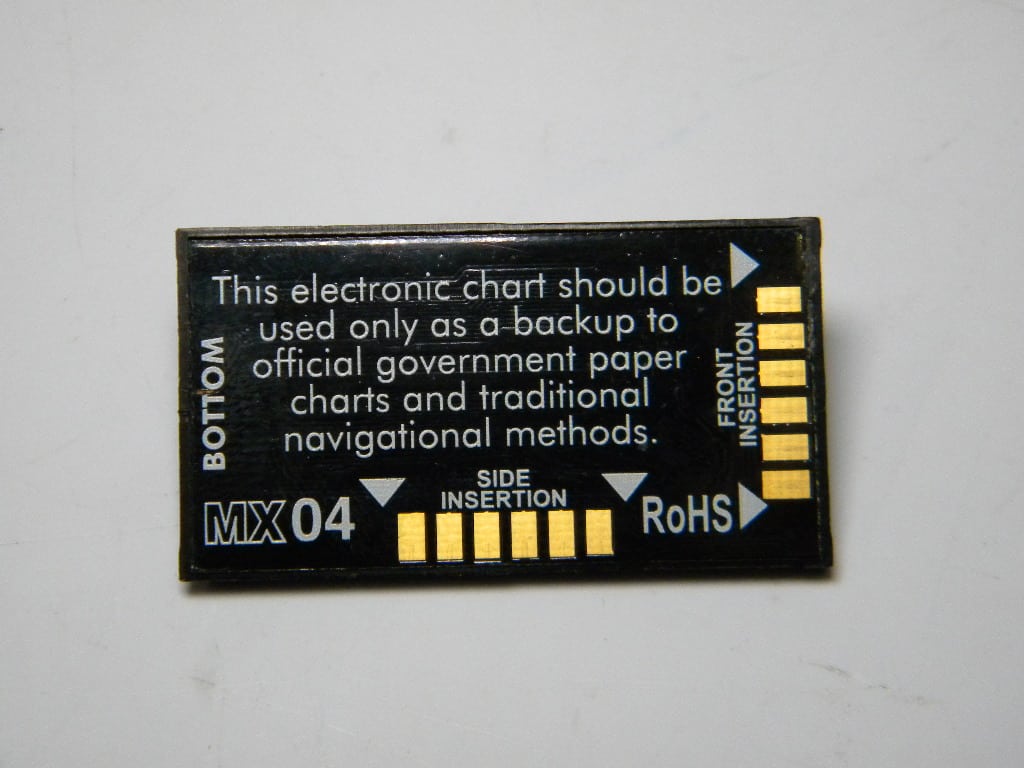 This electronic chart should be
used only as a backup to
official government paper
charts and traditional
navigational methods.
BOTTOM
FRONT
INSERTION
SIDE
INSERTION
MX04
RoHS